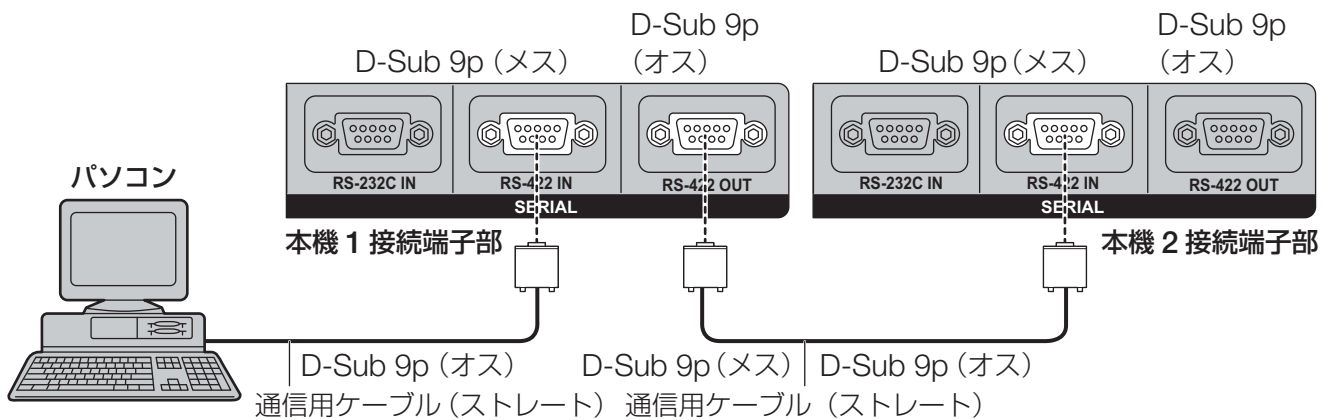 D-Sub 9p（メス）
D-Sub 9p
（オス）
D-Sub 9p（メス）
D-Sub 9p
（オス）
パソコン
RS-232C IN
RS-422 IN
RS-422 OUT
SERIAL
RS-232C IN
RS-422 IN
RS-422 OUT
SERIAL
本機 1 接続端子部
本機 2 接続端子部
D-Sub 9p（オス）
通信用ケーブル（ストレート）
D-Sub 9p（メス）
D-Sub 9p（オス）
通信用ケーブル（ストレート）